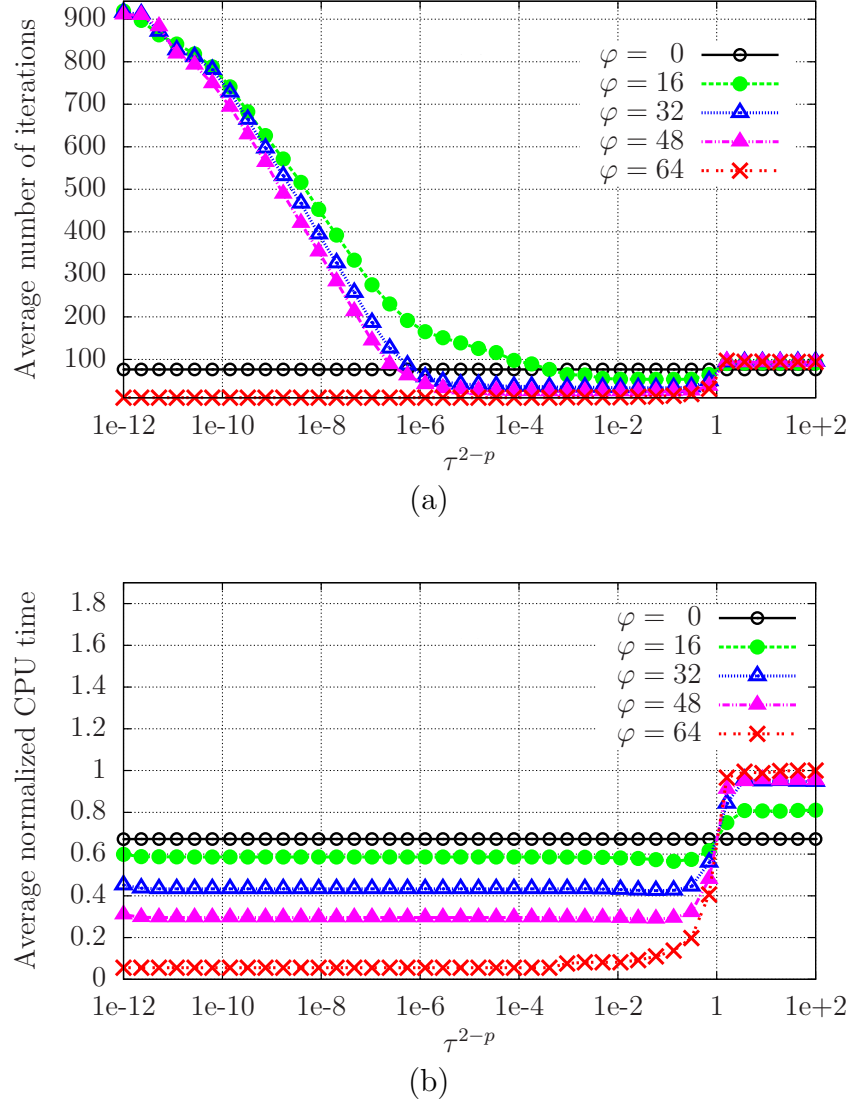 900
800
700
600
500
400
300
200
100
Average number of iterations
φ = 0
φ = 16
φ = 32
φ = 48
φ = 64
1e-12 1e-10 1e-8 1e-6 1e-4 1e-2 1 1e+2
τ^{2-p}
(a)
1.8
1.6
1.4
1.2
1
0.8
0.6
0.4
0.2
0
Average normalized CPU time
φ = 0
φ = 16
φ = 32
φ = 48
φ = 64
1e-12 1e-10 1e-8 1e-6 1e-4 1e-2 1 1e+2
τ^{2-p}
(b)